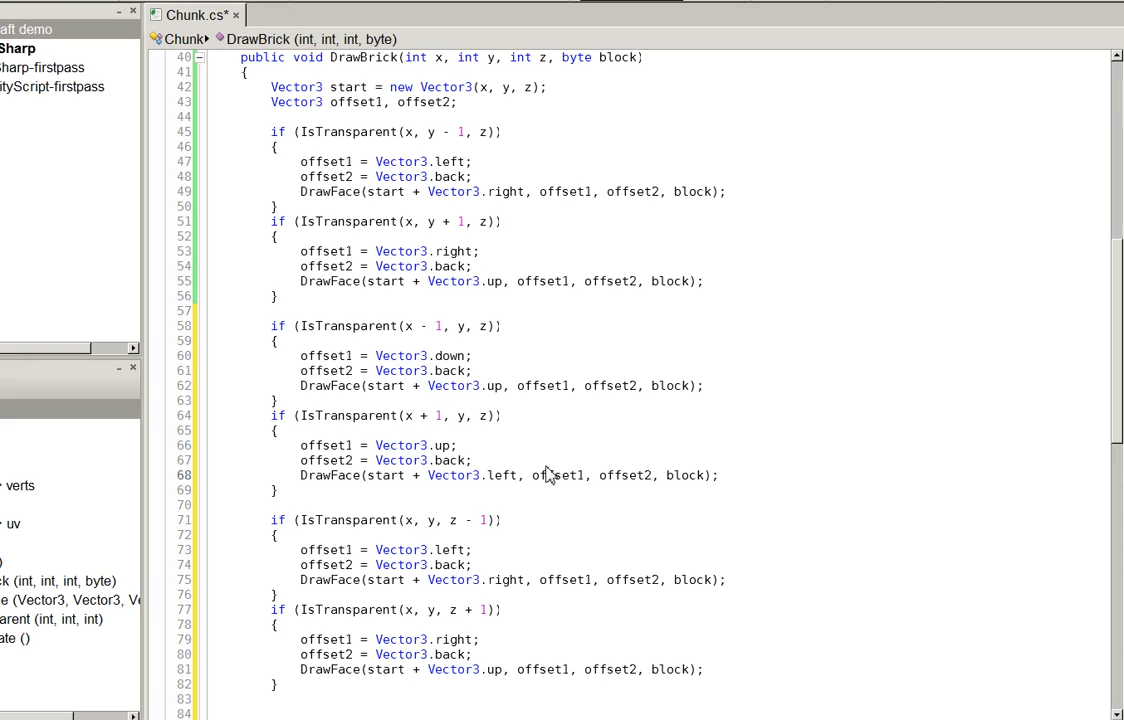 Chunk.cs*
aft demo
Chunk DrawBrick (int, int, int, byte)
Sharp
Sharp-firstpass
ityScript-firstpass
40 public void DrawBrick(int x, int y, int z, byte block)
41 {
42 Vector3 start = new Vector3(x, y, z);
43 Vector3 offset1, offset2;
44
45 if (IsTransparent(x, y - 1, z))
46 {
47 offset1 = Vector3.left;
48 offset2 = Vector3.back;
49 DrawFace(start + Vector3.right, offset1, offset2, block);
50 }
51 if (IsTransparent(x, y + 1, z))
52 {
53 offset1 = Vector3.right;
54 offset2 = Vector3.back;
55 DrawFace(start + Vector3.up, offset1, offset2, block);
56 }
57
58 if (IsTransparent(x - 1, y, z))
59 {
60 offset1 = Vector3.down;
61 offset2 = Vector3.back;
62 DrawFace(start + Vector3.up, offset1, offset2, block);
63 }
64 if (IsTransparent(x + 1, y, z))
65 {
66 offset1 = Vector3.up;
67 offset2 = Vector3.back;
68 DrawFace(start + Vector3.left, offset1, offset2, block);
69 }
70
71 if (IsTransparent(x, y, z - 1))
72 {
73 offset1 = Vector3.left;
74 offset2 = Vector3.back;
75 DrawFace(start + Vector3.right, offset1, offset2, block);
76 }
77 if (IsTransparent(x, y, z + 1))
78 {
79 offset1 = Vector3.right;
80 offset2 = Vector3.back;
81 DrawFace(start + Vector3.up, offset1, offset2, block);
82 }
83
84
> verts
> uv
)
ck (int, int, int, byte)
e (Vector3, Vector3, Ve
arent (int, int, int)
ate ()